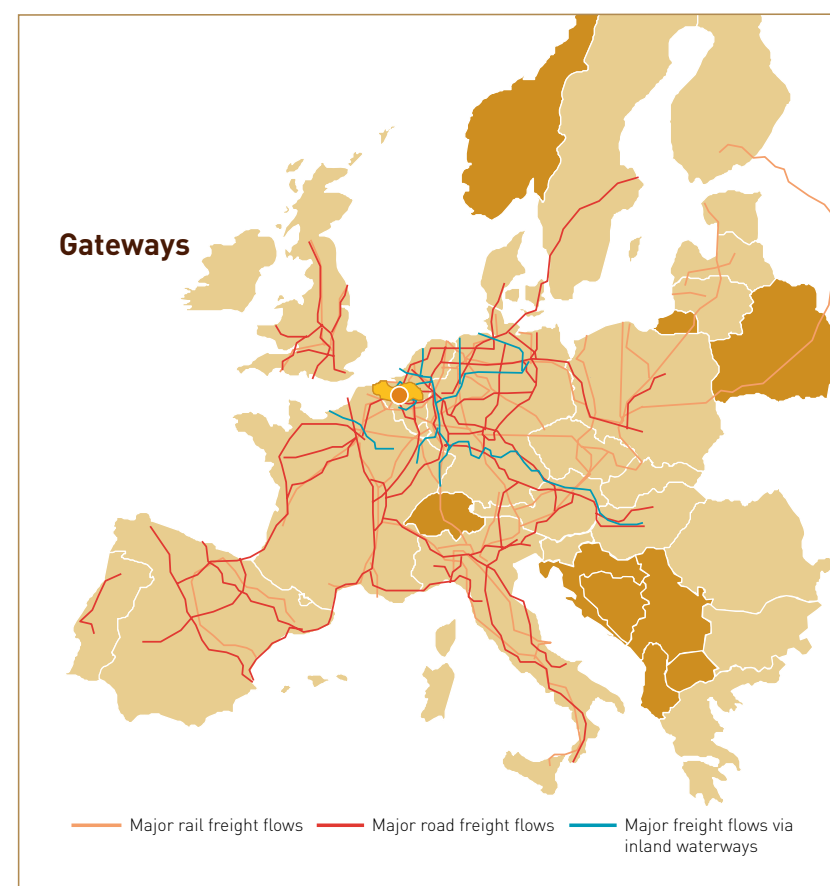 Gateways
Major rail freight flows
Major road freight flows
Major freight flows via
inland waterways